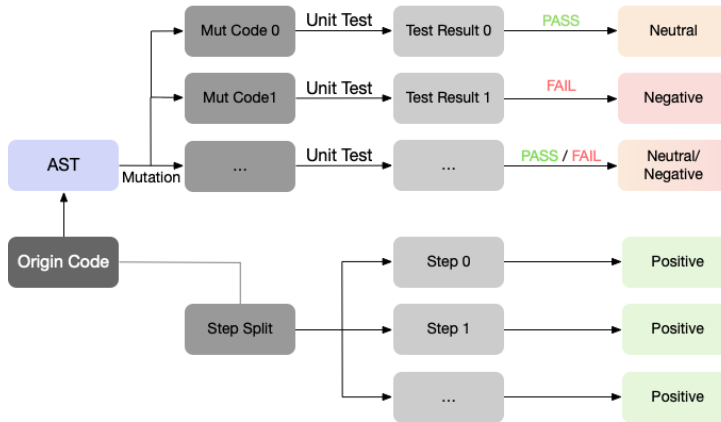 Mut Code 0
Unit Test
Test Result 0
PASS
Neutral
Mut Code1
Unit Test
Test Result 1
FAIL
Negative
AST
Mutation
...
Unit Test
...
PASS / FAIL
Neutral/
Negative
Origin Code
Step 0
Positive
Step Split
Step 1
Positive
...
Positive